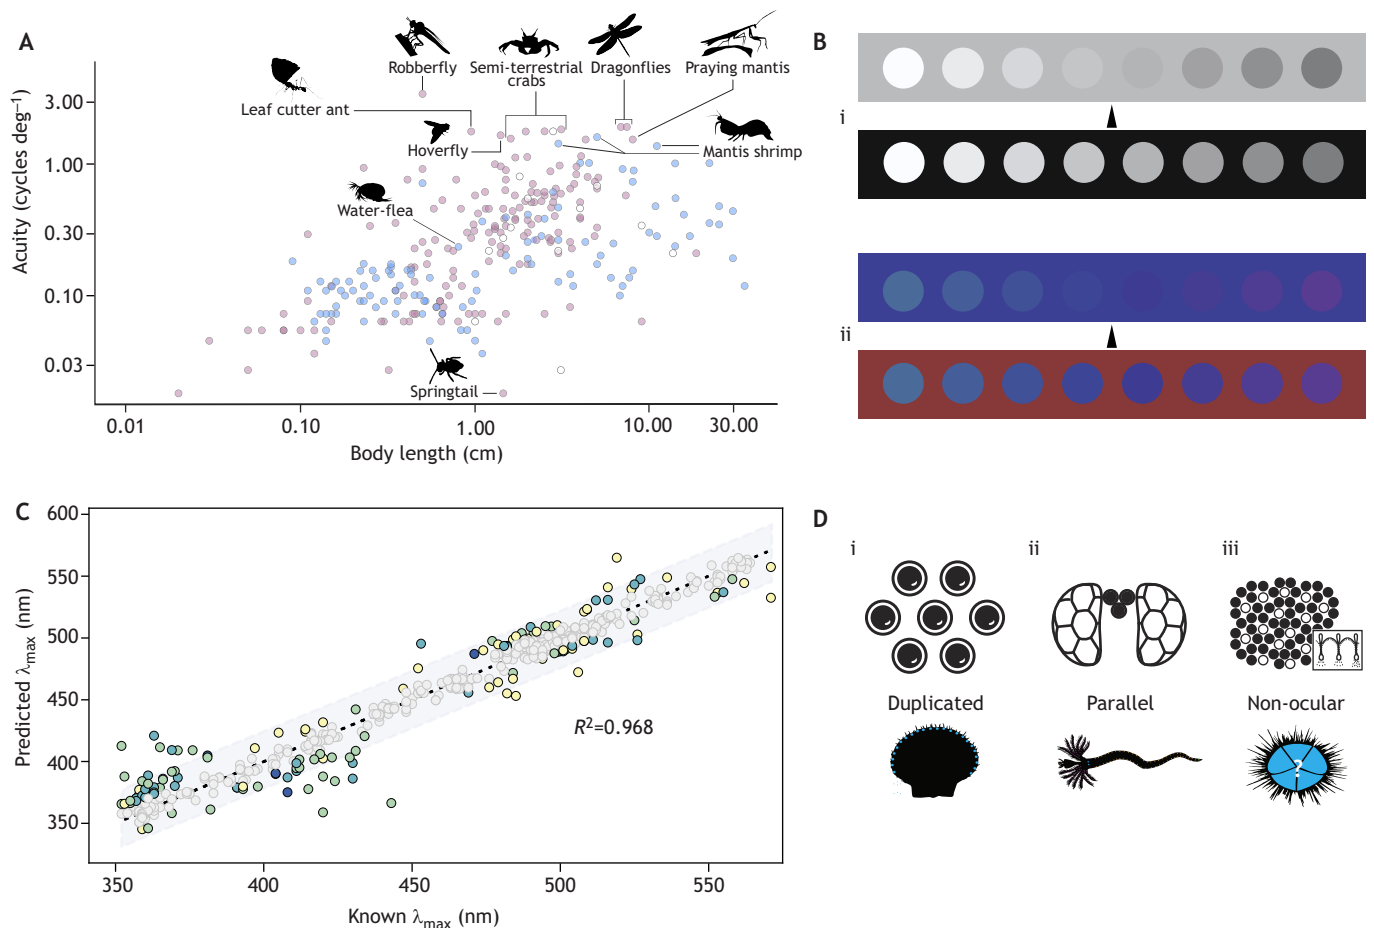 A
Robberfly
Semi-terrestrial
crabs
Dragonflies
Praying mantis
Leaf cutter ant
Hoverfly
Mantis shrimp
Water-flea
Springtail
Acuity (cycles deg–1)
3.00
1.00
0.30
0.10
0.03
0.01
0.10
1.00
10.00
30.00
Body length (cm)
B
i
ii
C
Predicted λmax (nm)
600
550
500
450
400
350
R2=0.968
350
400
450
500
550
Known λmax (nm)
D
i
ii
iii
Duplicated
Parallel
Non-ocular
?